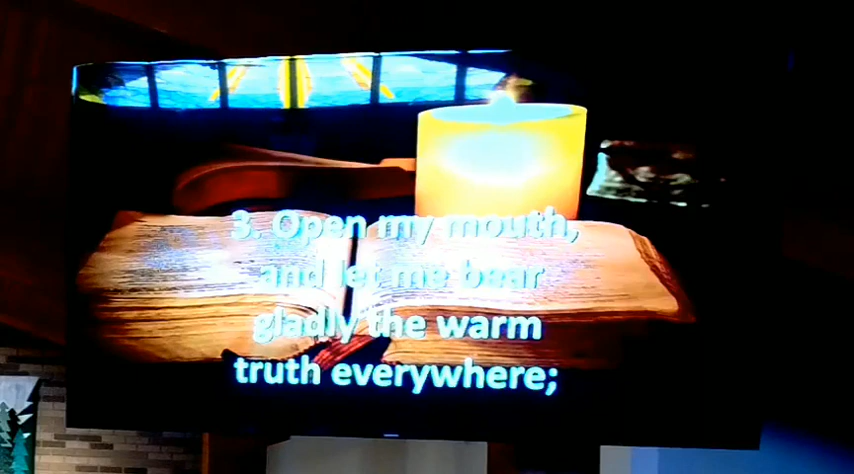 3. Open my mouth,
and let me bear
gladly the warm
truth everywhere;